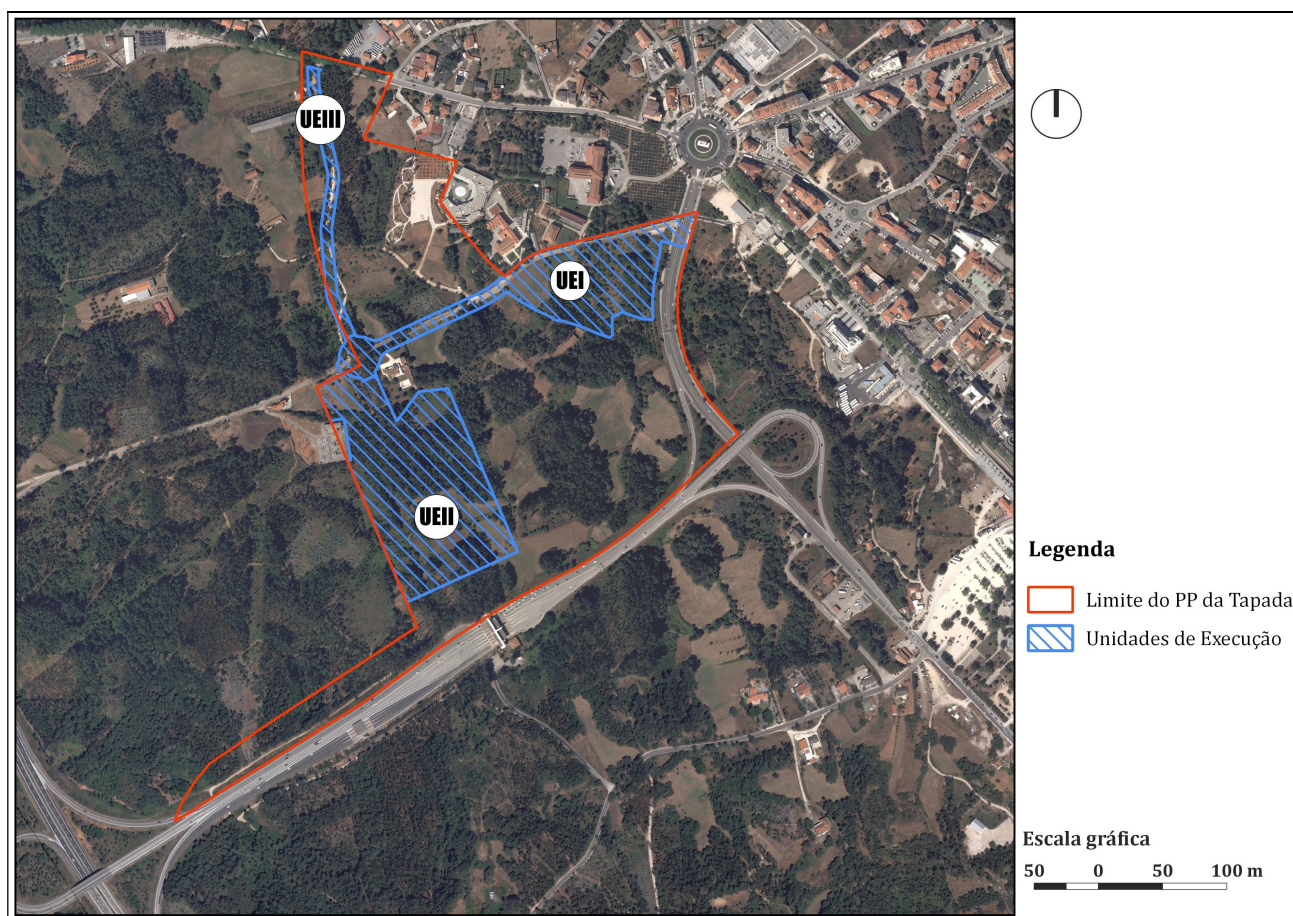 UEIII
UEI
UEII
Legenda
Limite do PP da Tapada
Unidades de Execução
Escala gráfica
50 0 50 100 m